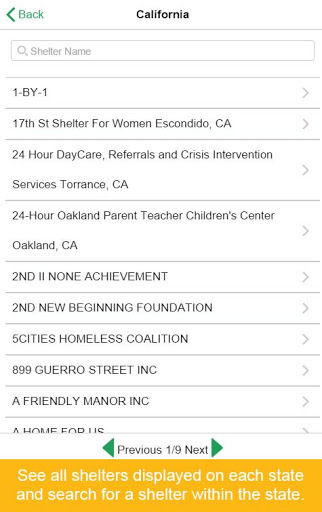 Back California
Shelter Name
1-BY-1
17th St Shelter For Women Escondido, CA
24 Hour DayCare, Referrals and Crisis Intervention
Services Torrance, CA
24-Hour Oakland Parent Teacher Children's Center
Oakland, CA
2ND II NONE ACHIEVEMENT
2ND NEW BEGINNING FOUNDATION
5CITIES HOMELESS COALITION
899 GUERRO STREET INC
A FRIENDLY MANOR INC
A HOME FOR US
Previous 1/9 Next
See all shelters displayed on each state
and search for a shelter within the state.